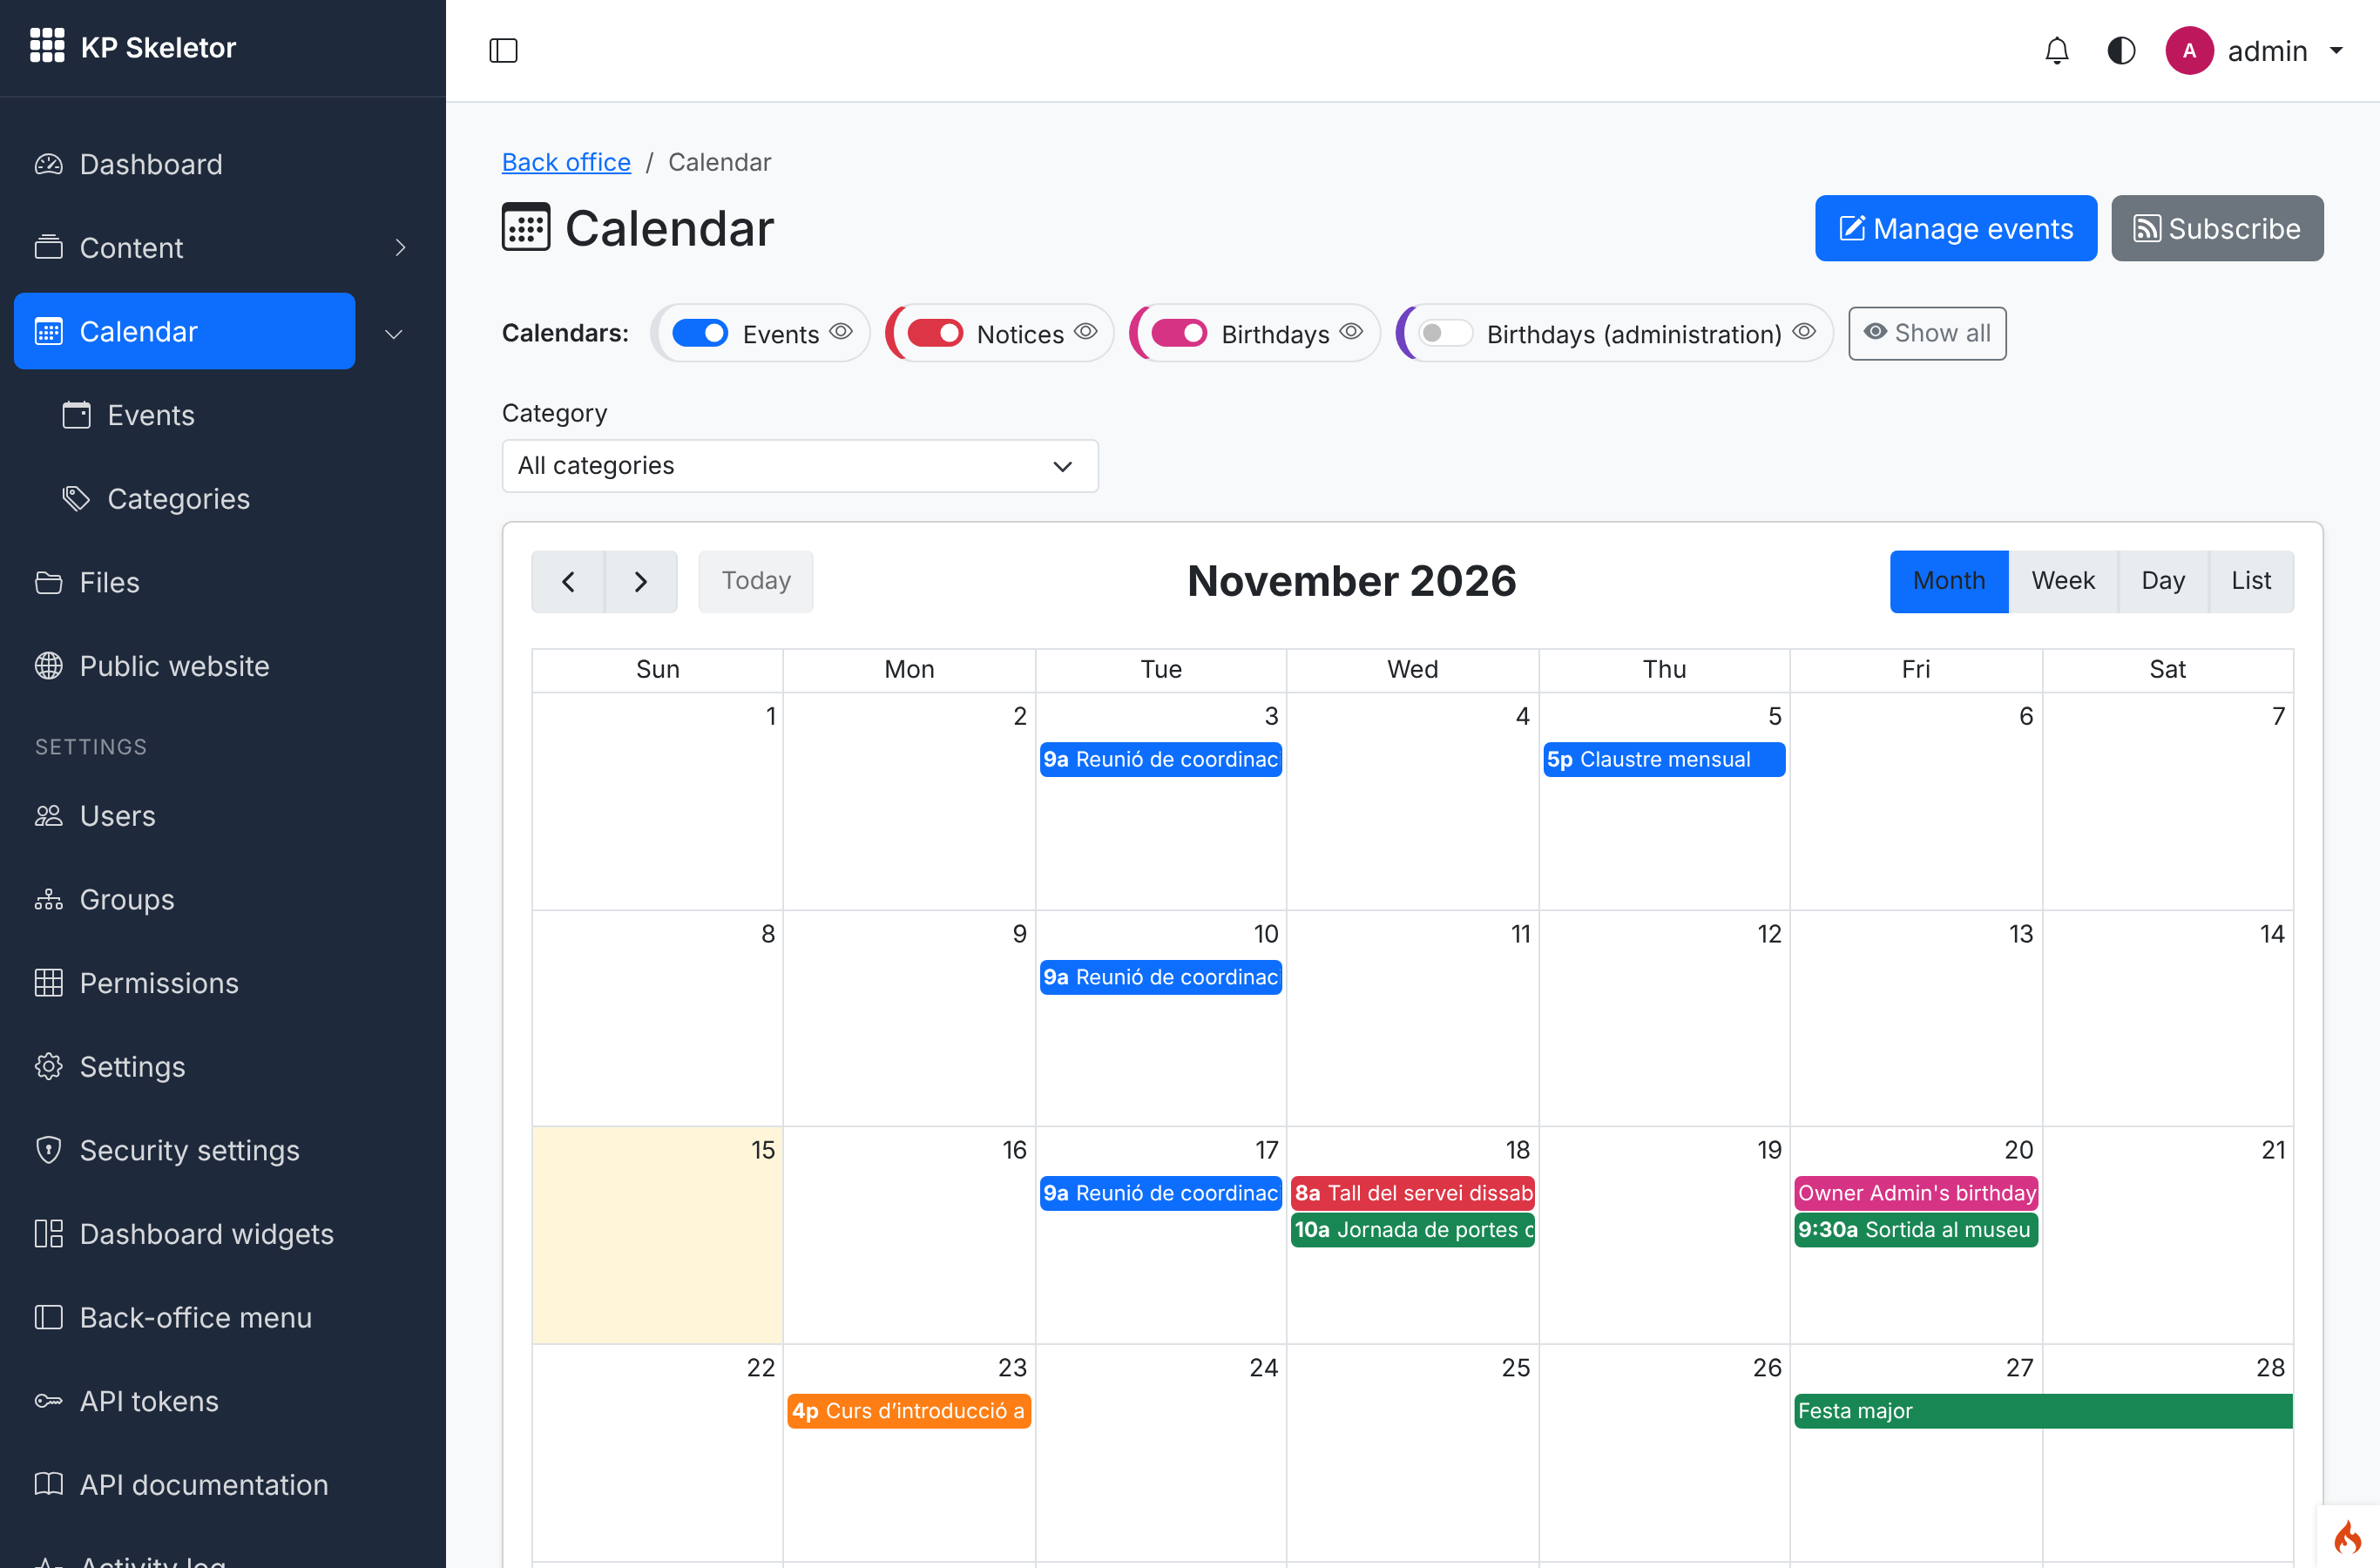 KP Skeletor
Dashboard
Content
Calendar
Events
Categories
Files
Public website
SETTINGS
Users
Groups
Permissions
Settings
Security settings
Dashboard widgets
Back-office menu
API tokens
API documentation
A admin
Back office / Calendar
Calendar
Manage events Subscribe
Calendars: Events Notices Birthdays Birthdays (administration) Show all
Category
All categories
Today November 2026 Month Week Day List
Sun Mon Tue Wed Thu Fri Sat
1 2 3 4 5 6 7
9a Reunió de coordinac 5p Claustre mensual
8 9 10 11 12 13 14
9a Reunió de coordinac
15 16 17 18 19 20 21
9a Reunió de coordinac 8a Tall del servei dissab Owner Admin's birthday
10a Jornada de portes 9:30a Sortida al museu
22 23 24 25 26 27 28
4p Curs d’introducció a Festa major